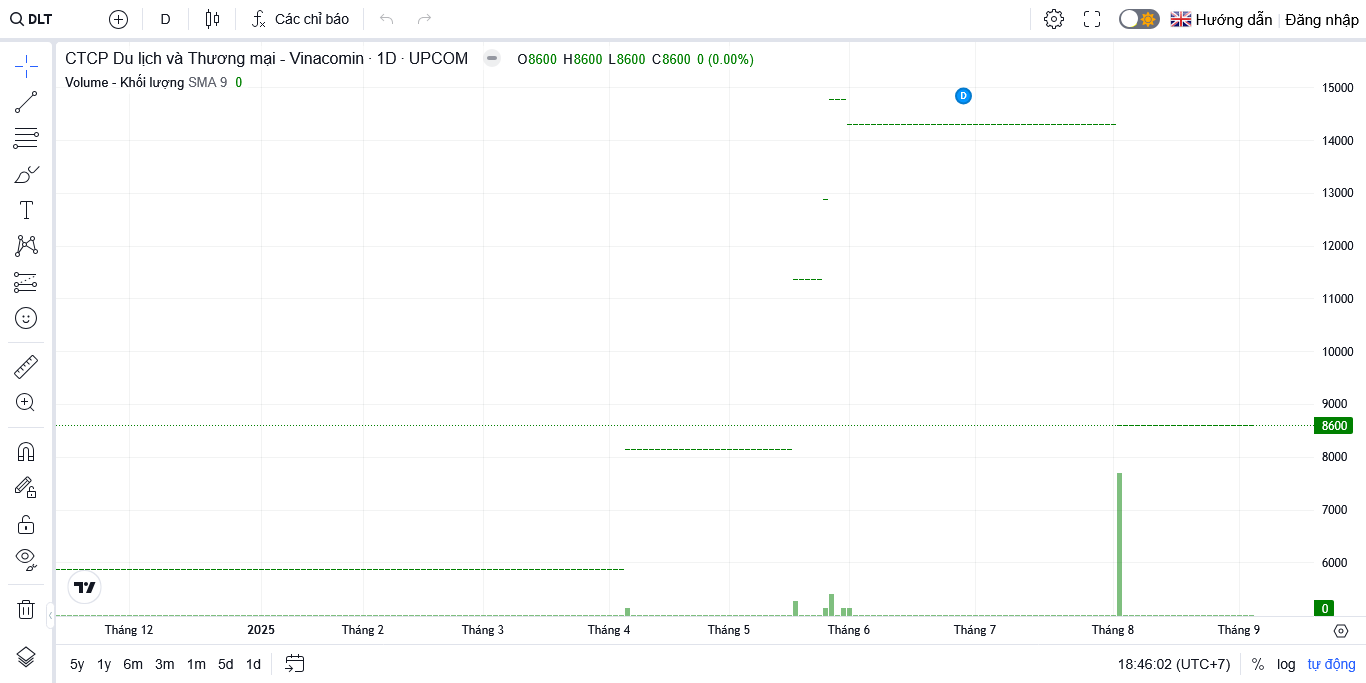 DLT D Các chỉ báo Hướng dẫn Đăng nhập
CTCP Du lịch và Thương mại - Vinacomin · 1D · UPCOM O8600 H8600 L8600 C8600 0 (0.00%)
Volume - Khối lượng SMA 9 0
15000
D
14000
13000
12000
11000
10000
9000
8600
8000
7000
6000
0
Tháng 12 2025 Tháng 2 Tháng 3 Tháng 4 Tháng 5 Tháng 6 Tháng 7 Tháng 8 Tháng 9
5y 1y 6m 3m 1m 5d 1d 18:46:02 (UTC+7) % log tự động